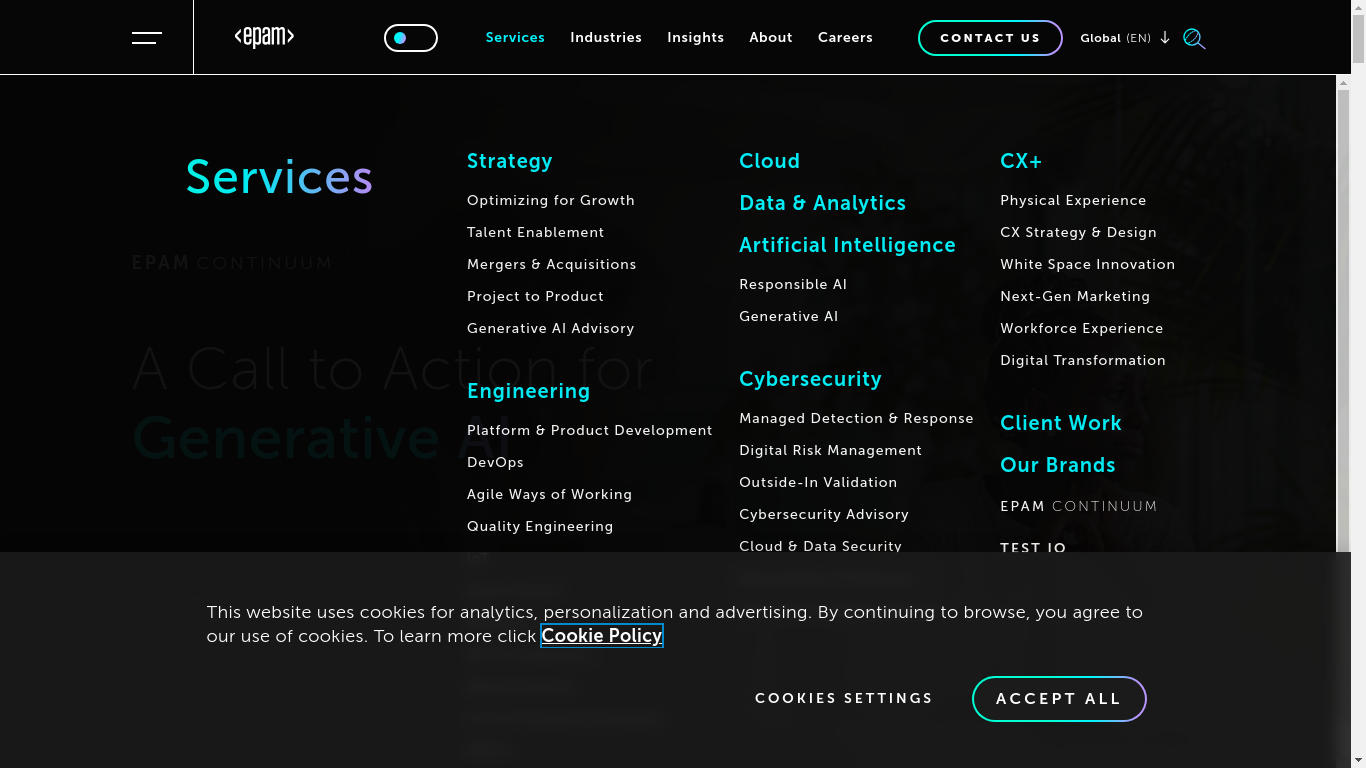 <epam>
Services
Industries
Insights
About
Careers
CONTACT US
Global (EN)
Services
EPAM CONTINUUM
A Call to Action for
Generative AI
Strategy
Optimizing for Growth
Talent Enablement
Mergers & Acquisitions
Project to Product
Generative AI Advisory
Engineering
Platform & Product Development
DevOps
Agile Ways of Working
Quality Engineering
IoT
Cloud
Data & Analytics
Artificial Intelligence
Responsible AI
Generative AI
Cybersecurity
Managed Detection & Response
Digital Risk Management
Outside-In Validation
Cybersecurity Advisory
Cloud & Data Security
CX+
Physical Experience
CX Strategy & Design
White Space Innovation
Next-Gen Marketing
Workforce Experience
Digital Transformation
Client Work
Our Brands
EPAM CONTINUUM
TEST IO
This website uses cookies for analytics, personalization and advertising. By continuing to browse, you agree to
our use of cookies. To learn more click Cookie Policy
COOKIES SETTINGS
ACCEPT ALL